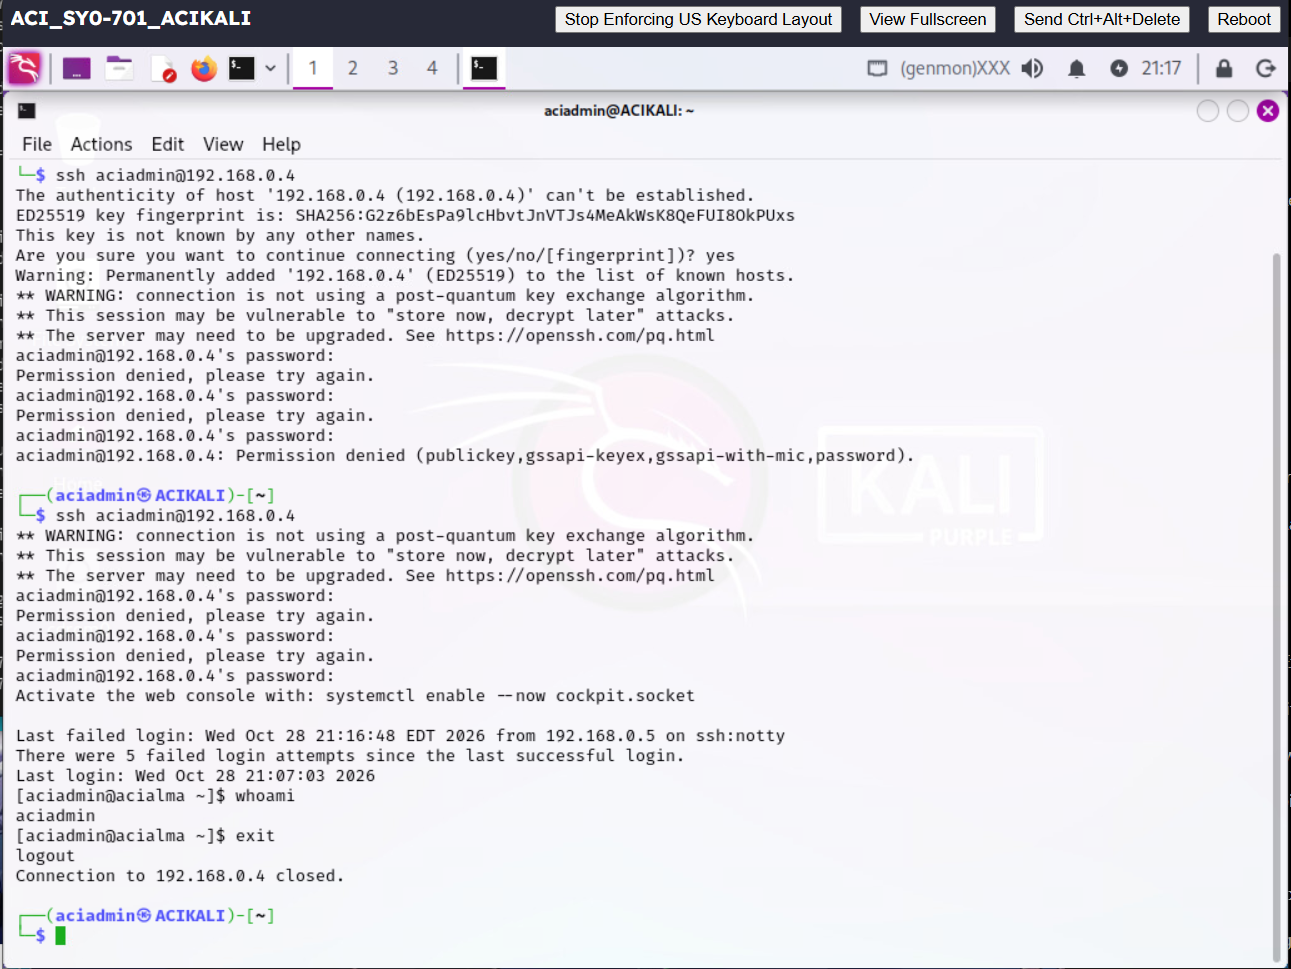 ACI_SY0-701_ACIKALI
Stop Enforcing US Keyboard Layout
View Fullscreen
Send Ctrl+Alt+Delete
Reboot
1 2 3 4
(genmon)XXX
21:17
aciadmin@ACIKALI: ~
File Actions Edit View Help
└─$ ssh aciadmin@192.168.0.4
The authenticity of host '192.168.0.4 (192.168.0.4)' can't be established.
ED25519 key fingerprint is: SHA256:G2z6bEsPa9lcHbvtJnVTJs4MeAkWsK8QeFUI8OkPUxs
This key is not known by any other names.
Are you sure you want to continue connecting (yes/no/[fingerprint])? yes
Warning: Permanently added '192.168.0.4' (ED25519) to the list of known hosts.
** WARNING: connection is not using a post-quantum key exchange algorithm.
** This session may be vulnerable to "store now, decrypt later" attacks.
** The server may need to be upgraded. See https://openssh.com/pq.html
aciadmin@192.168.0.4's password:
Permission denied, please try again.
aciadmin@192.168.0.4's password:
Permission denied, please try again.
aciadmin@192.168.0.4's password:
aciadmin@192.168.0.4: Permission denied (publickey,gssapi-keyex,gssapi-with-mic,password).
Home
┌──(aciadmin㉿ACIKALI)-[~]
└─$ ssh aciadmin@192.168.0.4
** WARNING: connection is not using a post-quantum key exchange algorithm.
** This session may be vulnerable to "store now, decrypt later" attacks.
** The server may need to be upgraded. See https://openssh.com/pq.html
aciadmin@192.168.0.4's password:
Permission denied, please try again.
aciadmin@192.168.0.4's password:
Permission denied, please try again.
aciadmin@192.168.0.4's password:
Activate the web console with: systemctl enable --now cockpit.socket
Last failed login: Wed Oct 28 21:16:48 EDT 2026 from 192.168.0.5 on ssh:notty
There were 5 failed login attempts since the last successful login.
Last login: Wed Oct 28 21:07:03 2026
[aciadmin@acialma ~]$ whoami
aciadmin
[aciadmin@acialma ~]$ exit
logout
Connection to 192.168.0.4 closed.
┌──(aciadmin㉿ACIKALI)-[~]
└─$
KALI
PURPLE